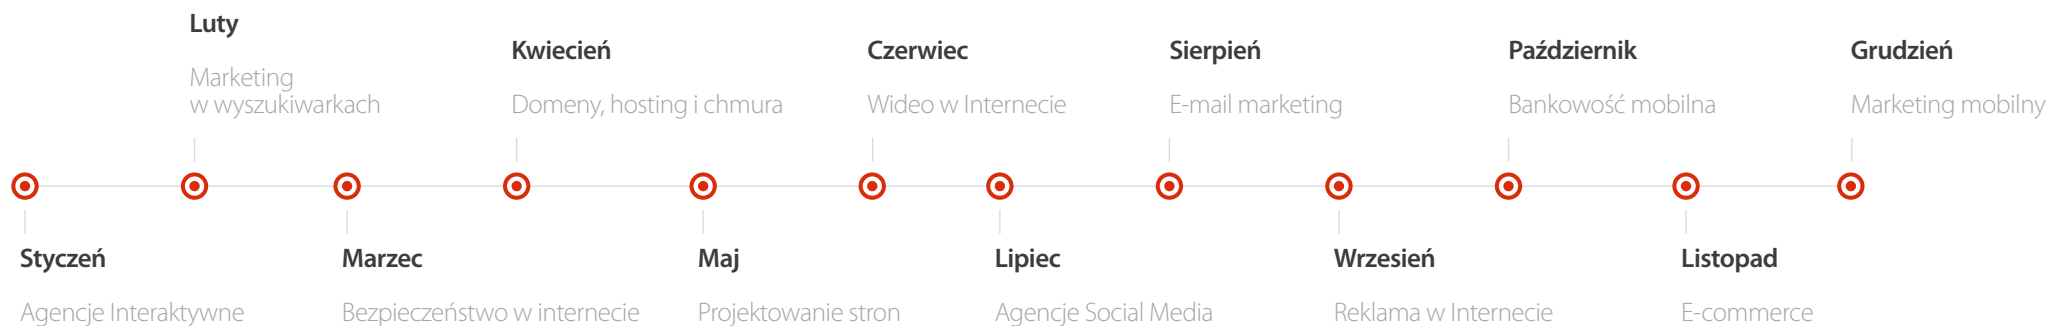 Luty
Marketing
w wyszukiwarkach
Kwiecień
Domeny, hosting i chmura
Czerwiec
Wideo w Internecie
Sierpień
E-mail marketing
Październik
Bankowość mobilna
Grudzień
Marketing mobilny
Styczeń
Agencje Interaktywne
Marzec
Bezpieczeństwo w internecie
Maj
Projektowanie stron
Lipiec
Agencje Social Media
Wrzesień
Reklama w Internecie
Listopad
E-commerce